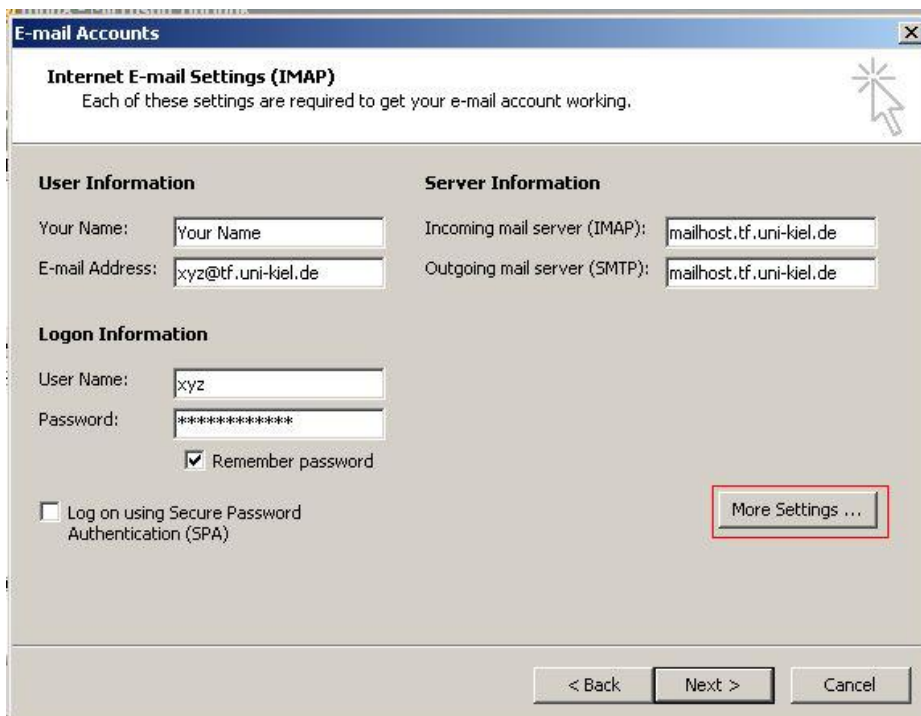 E-mail Accounts
Internet E-mail Settings (IMAP)
Each of these settings are required to get your e-mail account working.
User Information
Your Name: Your Name
E-mail Address: xyz@tf.uni-kiel.de
Server Information
Incoming mail server (IMAP): mailhost.tf.uni-kiel.de
Outgoing mail server (SMTP): mailhost.tf.uni-kiel.de
Logon Information
User Name: xyz
Password: ************
Remember password
Log on using Secure Password
Authentication (SPA)
More Settings ...
< Back Next > Cancel